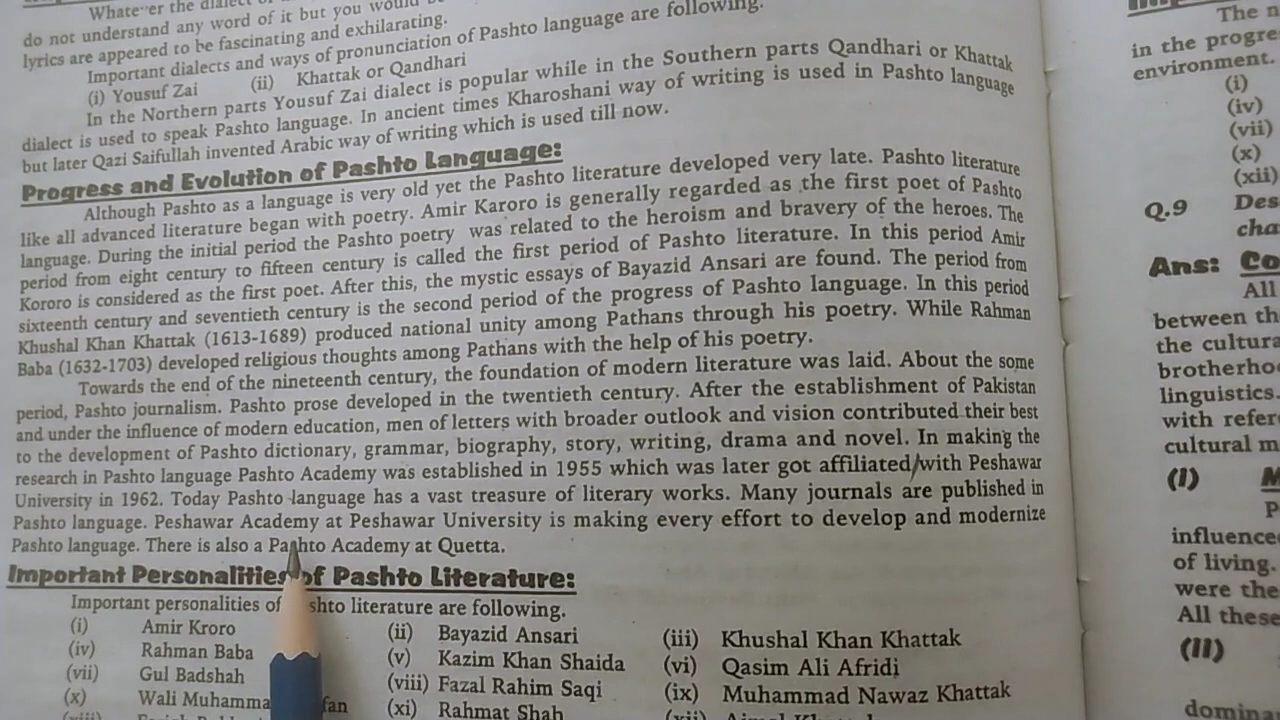 Whatever the dialect
do not understand any word of it but you would
lyrics are appeared to be fascinating and exhilarating.
Important dialects and ways of pronunciation of Pashto language are following.
(i) Yousuf Zai (ii) Khattak or Qandhari
In the Northern parts Yousuf Zai dialect is popular while in the Southern parts Qandhari or Khattak
dialect is used to speak Pashto language. In ancient times Kharoshani way of writing is used in Pashto language
but later Qazi Saifullah invented Arabic way of writing which is used till now.
Progress and Evolution of Pashto Language:
Although Pashto as a language is very old yet the Pashto literature developed very late. Pashto literature
like all advanced literature began with poetry. Amir Karoro is generally regarded as the first poet of Pashto
language. During the initial period the Pashto poetry was related to the heroism and bravery of the heroes. The
period from eight century to fifteen century is called the first period of Pashto literature. In this period Amir
Kororo is considered as the first poet. After this, the mystic essays of Bayazid Ansari are found. The period from
sixteenth century and seventieth century is the second period of the progress of Pashto language. In this period
Khushal Khan Khattak (1613-1689) produced national unity among Pathans through his poetry. While Rahman
Baba (1632-1703) developed religious thoughts among Pathans with the help of his poetry.
Towards the end of the nineteenth century, the foundation of modern literature was laid. About the some
period, Pashto journalism. Pashto prose developed in the twentieth century. After the establishment of Pakistan
and under the influence of modern education, men of letters with broader outlook and vision contributed their best
to the development of Pashto dictionary, grammar, biography, story, writing, drama and novel. In making the
research in Pashto language Pashto Academy was established in 1955 which was later got affiliated with Peshawar
University in 1962. Today Pashto language has a vast treasure of literary works. Many journals are published in
Pashto language. Peshawar Academy at Peshawar University is making every effort to develop and modernize
Pashto language. There is also a Pashto Academy at Quetta.
Important Personalities of Pashto Literature:
Important personalities of Pashto literature are following.
(i) Amir Kroro (ii) Bayazid Ansari (iii) Khushal Khan Khattak
(iv) Rahman Baba (v) Kazim Khan Shaida (vi) Qasim Ali Afridi
(vii) Gul Badshah (viii) Fazal Rahim Saqi (ix) Muhammad Nawaz Khattak
(x) Wali Muhamma fan (xi) Rahmat Shah
The n
in the progre
environment.
(i)
(iv)
(vii)
(x)
(xii)
Q.9 Des
cha
Ans: Co
All
between th
the cultura
brotherho
linguistics.
with refer
cultural m
(I) M
P
influence
of living.
were the
All these
(II)
domina